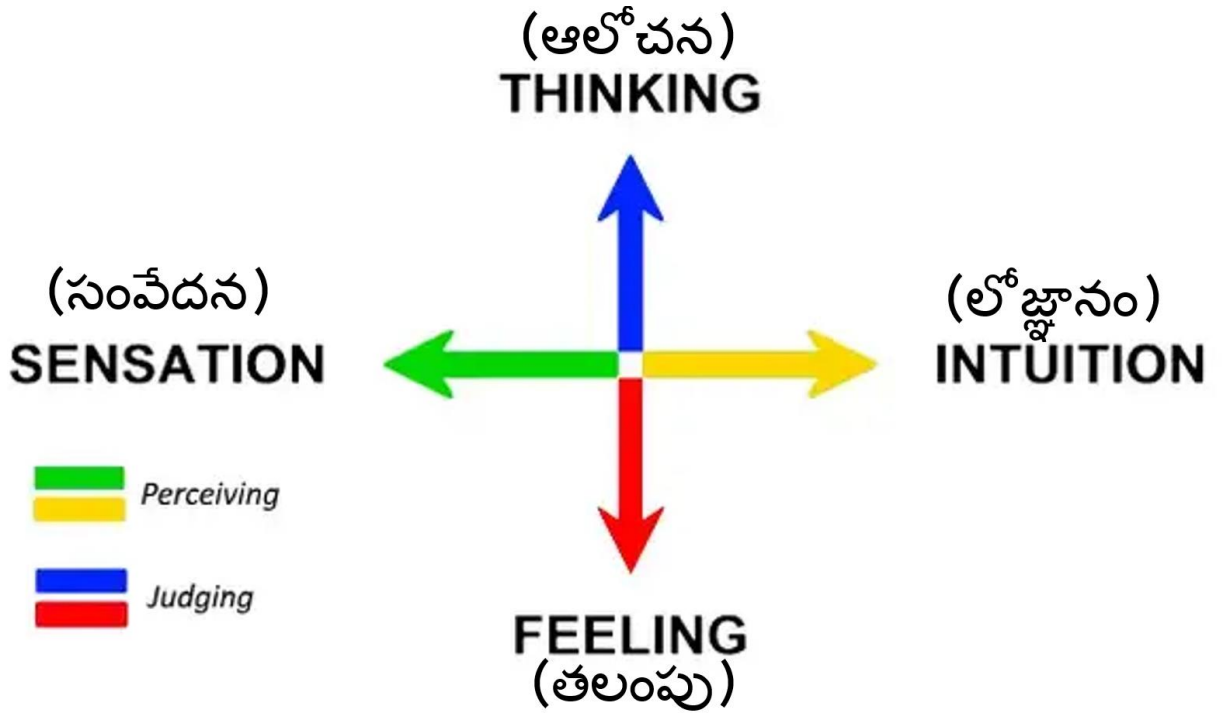 (ఆలోచన)
THINKING
(సంవేదన)
SENSATION
(లోజ్ఞానం)
INTUITION
Perceiving
Judging
FEELING
(తలంపు)